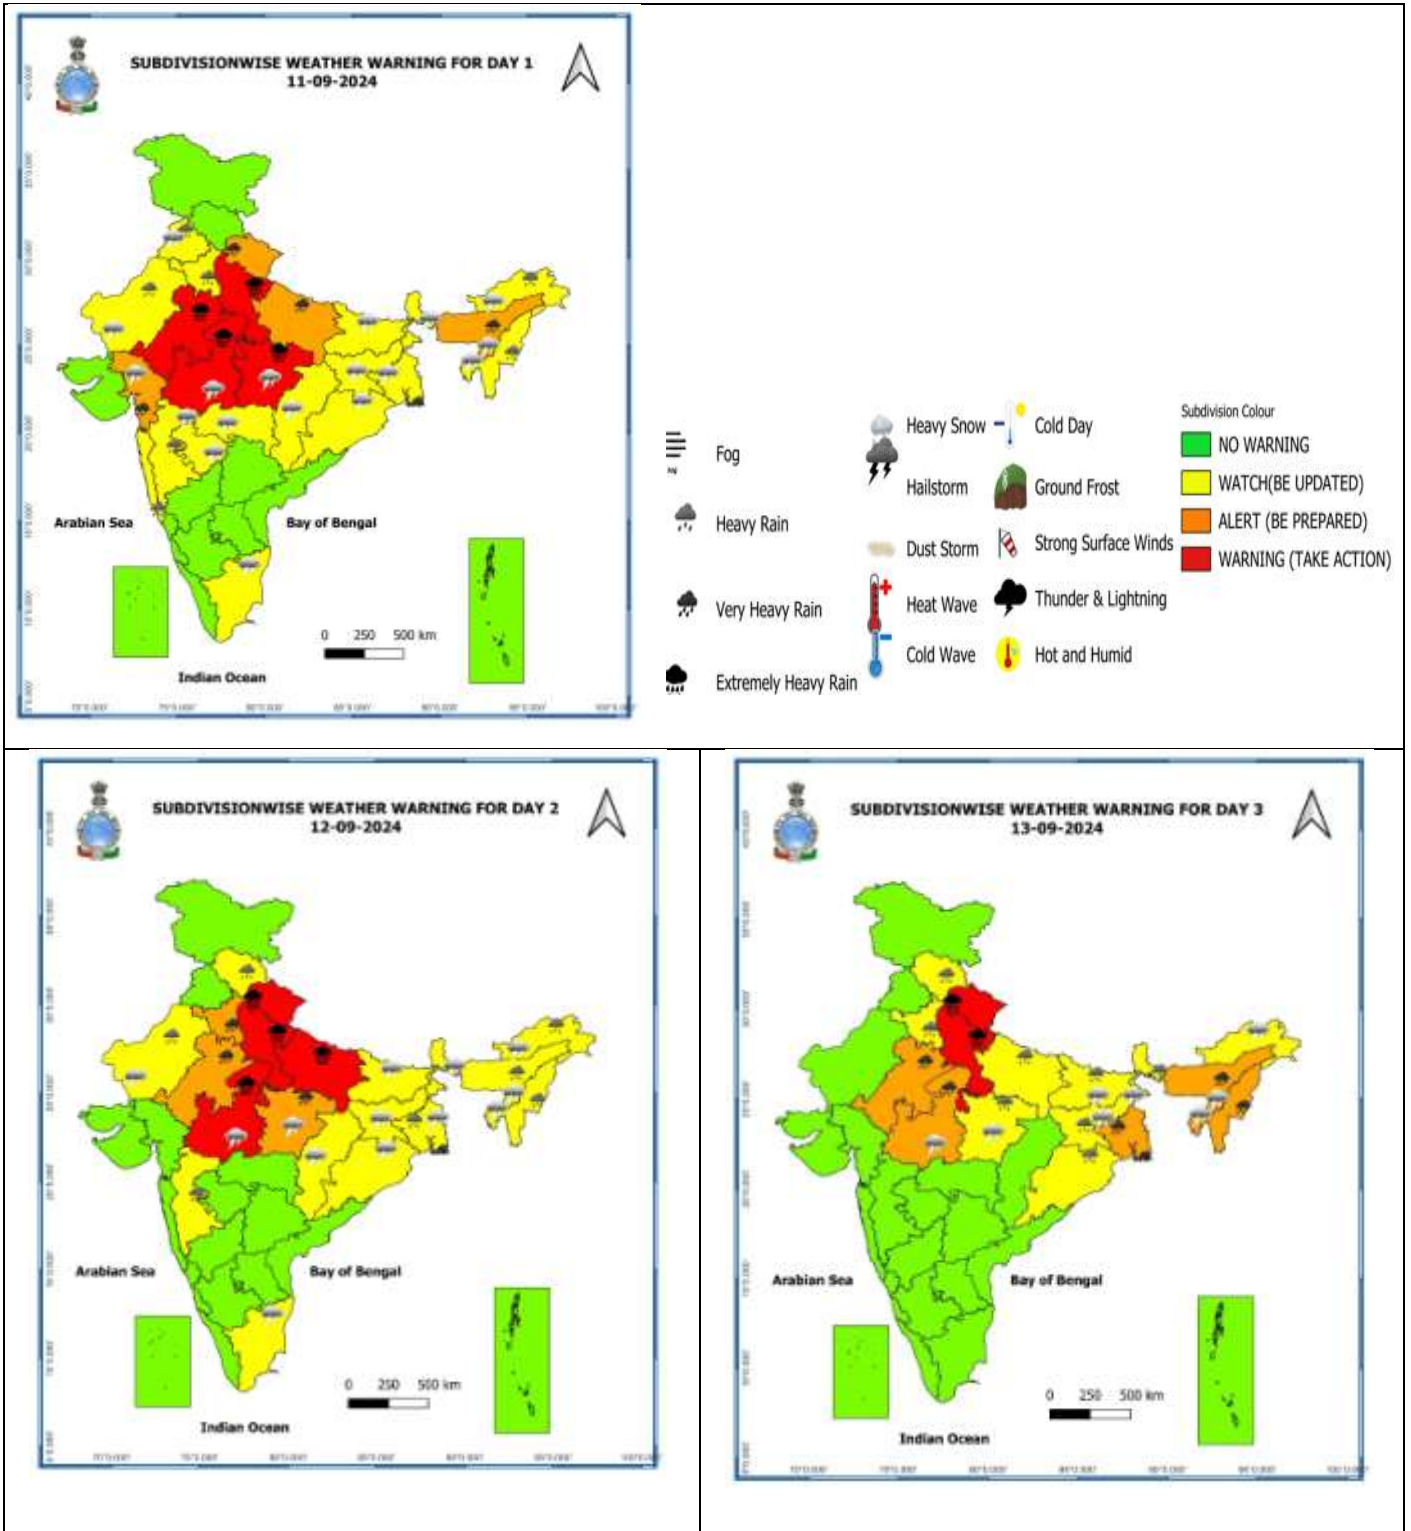 SUBDIVISIONWISE WEATHER WARNING FOR DAY 1
11-09-2024
Arabian Sea
Bay of Bengal
0 250 500 km
Indian Ocean
Fog
Heavy Rain
Very Heavy Rain
Extremely Heavy Rain
Heavy Snow
Hailstorm
Dust Storm
Heat Wave
Cold Wave
Cold Day
Ground Frost
Strong Surface Winds
Thunder & Lightning
Hot and Humid
Subdivision Colour
NO WARNING
WATCH(BE UPDATED)
ALERT (BE PREPARED)
WARNING (TAKE ACTION)
SUBDIVISIONWISE WEATHER WARNING FOR DAY 2
12-09-2024
Arabian Sea
Bay of Bengal
0 250 500 km
Indian Ocean
SUBDIVISIONWISE WEATHER WARNING FOR DAY 3
13-09-2024
Arabian Sea
Bay of Bengal
0 250 500 km
Indian Ocean